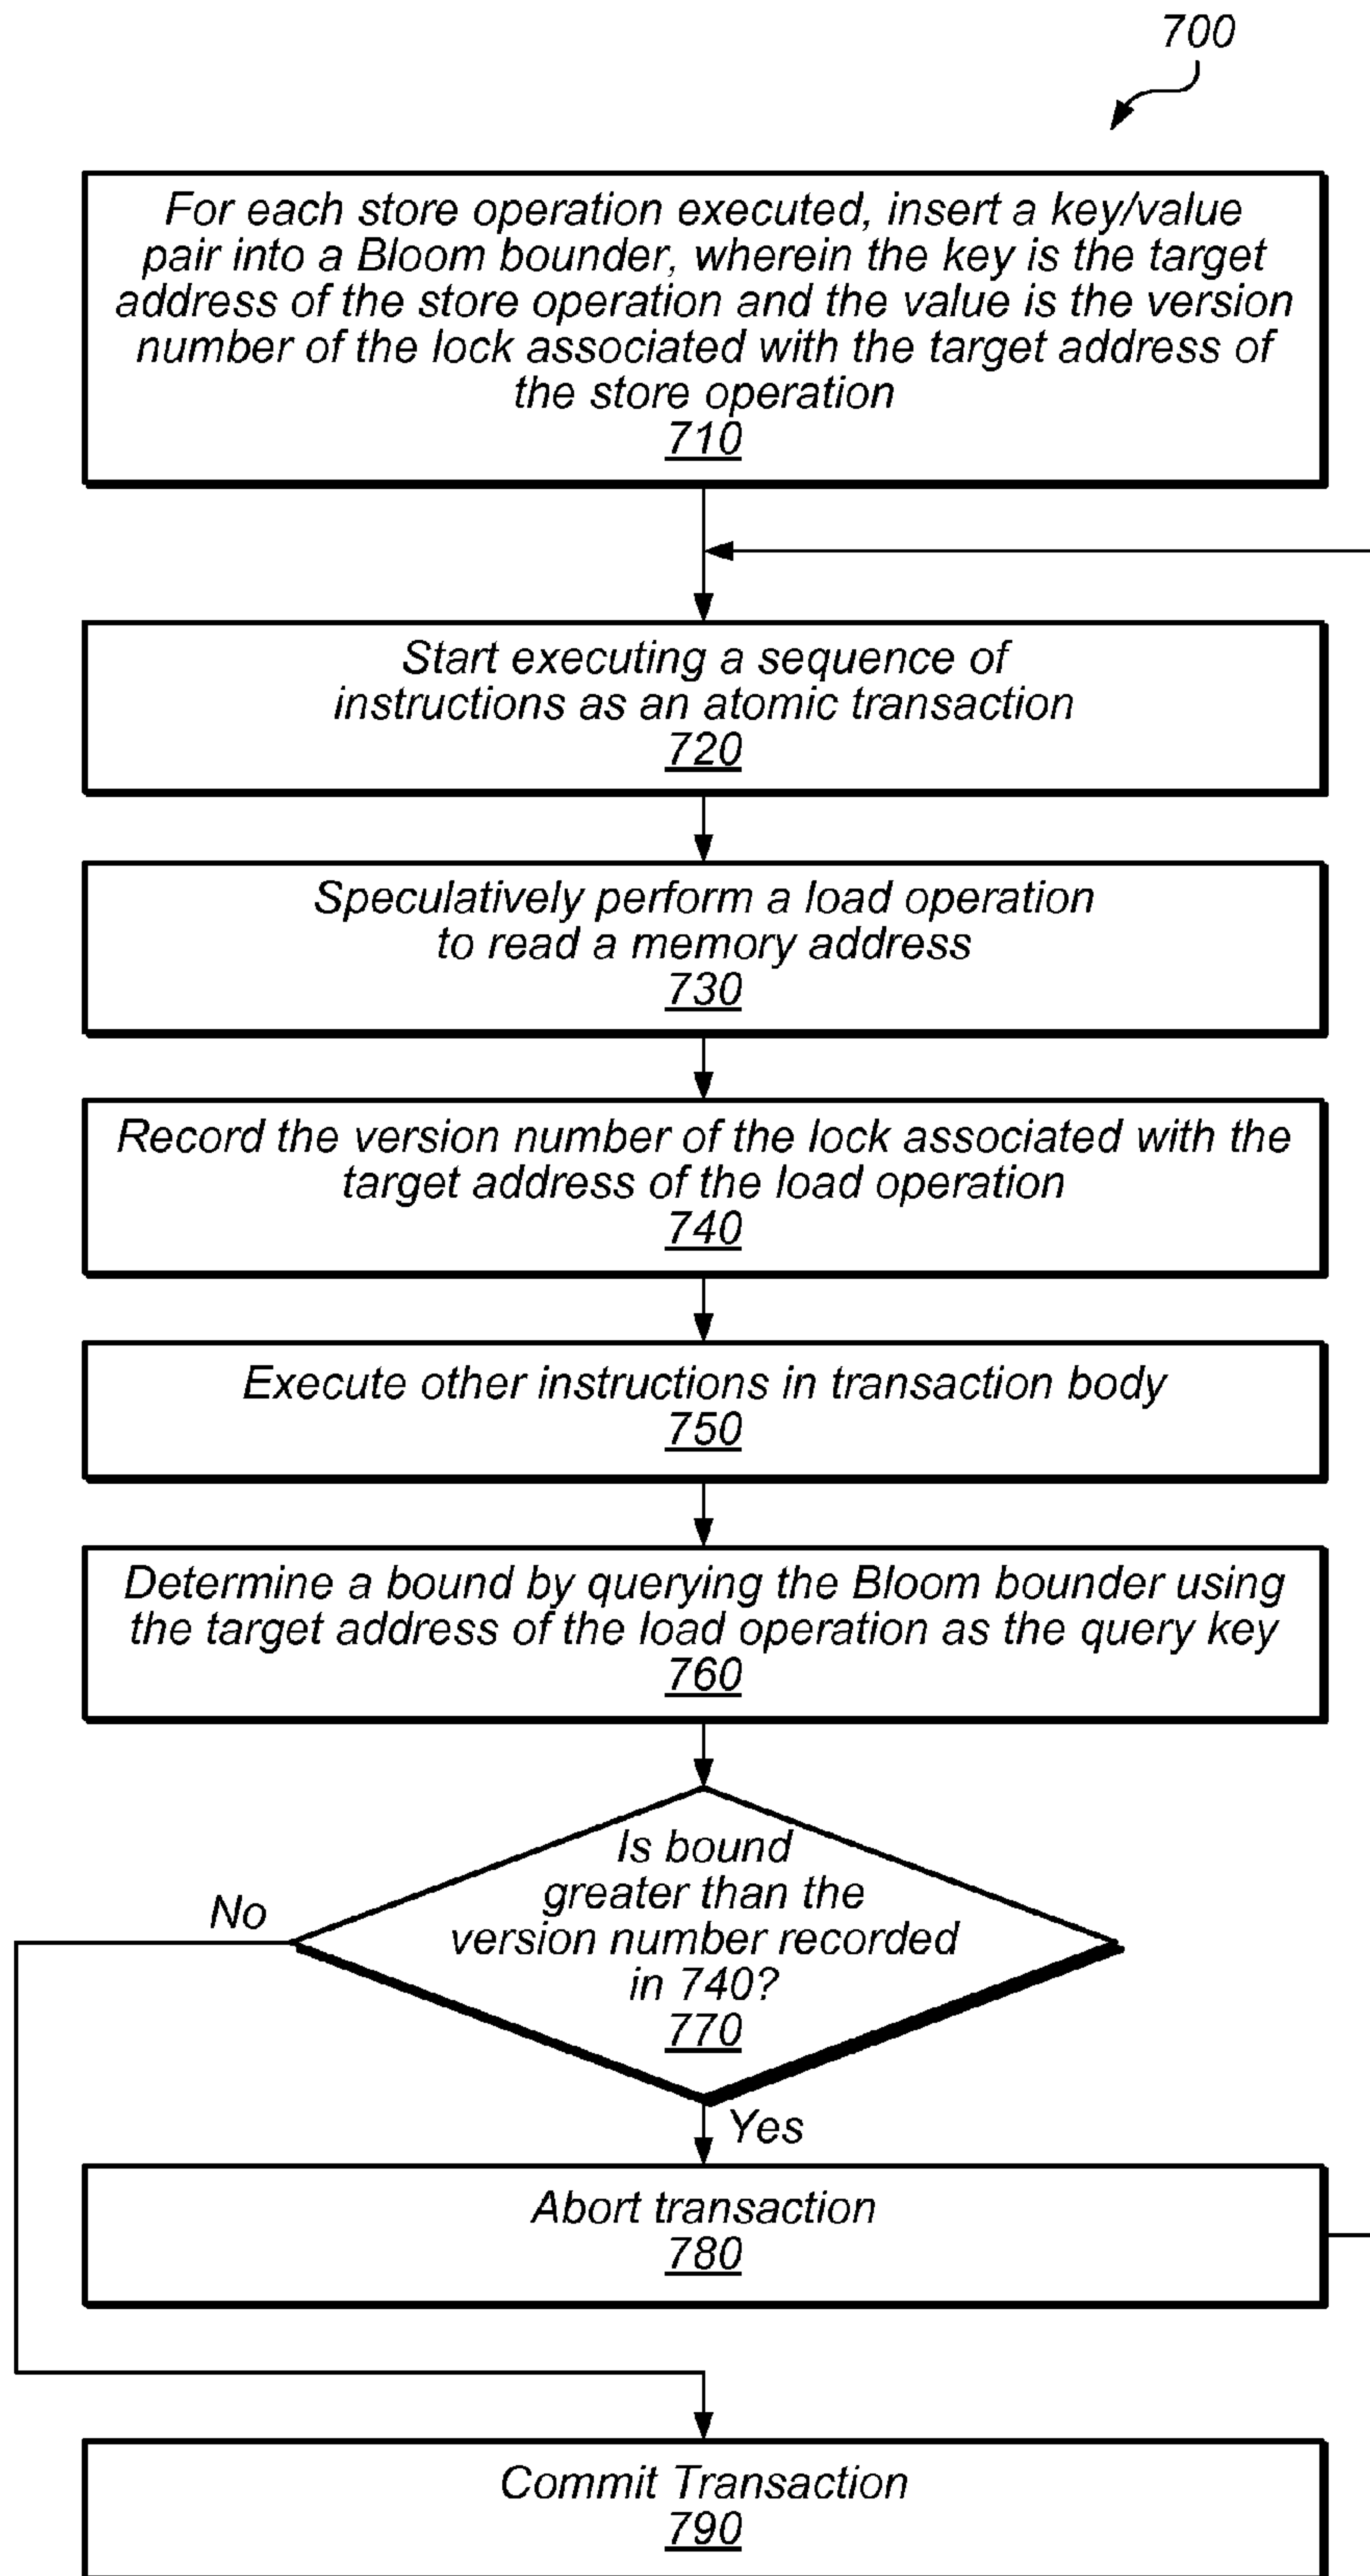 700
For each store operation executed, insert a key/value
pair into a Bloom bounder, wherein the key is the target
address of the store operation and the value is the version
number of the lock associated with the target address of
the store operation
710
Start executing a sequence of
instructions as an atomic transaction
720
Speculatively perform a load operation
to read a memory address
730
Record the version number of the lock associated with the
target address of the load operation
740
Execute other instructions in transaction body
750
Determine a bound by querying the Bloom bounder using
the target address of the load operation as the query key
760
Is bound
greater than the
version number recorded
in 740?
770
No
Yes
Abort transaction
780
Commit Transaction
790